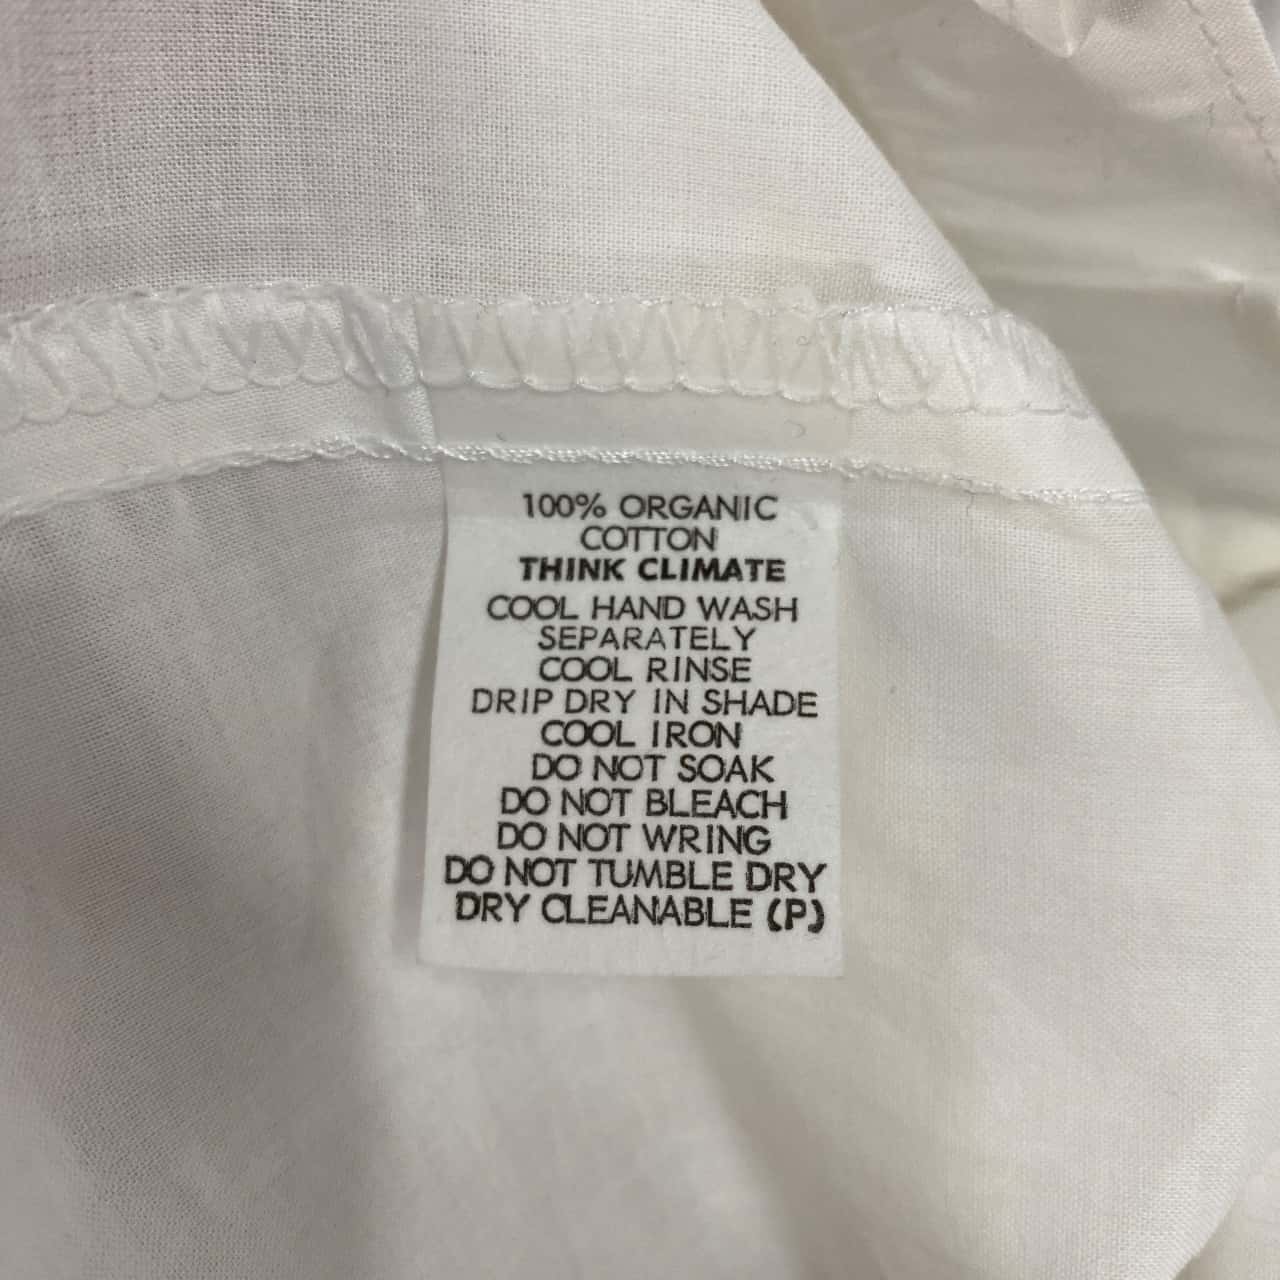 100% ORGANIC
COTTON
THINK CLIMATE
COOL HAND WASH
SEPARATELY
COOL RINSE
DRIP DRY IN SHADE
COOL IRON
DO NOT SOAK
DO NOT BLEACH
DO NOT WRING
DO NOT TUMBLE DRY
DRY CLEANABLE (P)